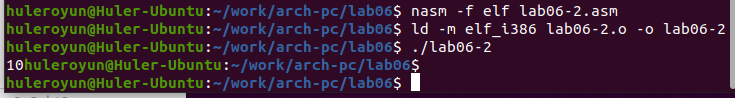 huleroyun@Huler-Ubuntu:~/work/arch-pc/lab06$ nasm -f elf lab06-2.asm
huleroyun@Huler-Ubuntu:~/work/arch-pc/lab06$ ld -m elf_i386 lab06-2.o -o lab06-2
huleroyun@Huler-Ubuntu:~/work/arch-pc/lab06$ ./lab06-2
10huleroyun@Huler-Ubuntu:~/work/arch-pc/lab06$
huleroyun@Huler-Ubuntu:~/work/arch-pc/lab06$